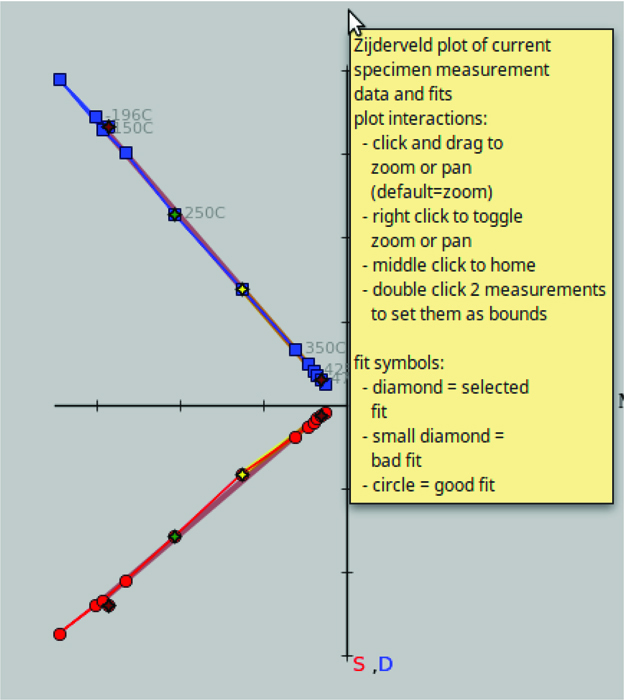 Zijderveld plot of current
specimen measurement
data and fits
plot interactions:
- click and drag to
zoom or pan
(default=zoom)
- right click to toggle
zoom or pan
- middle click to home
- double click 2 measurements
to set them as bounds
fit symbols:
- diamond = selected
fit
- small diamond =
bad fit
- circle = good fit
-196C
150C
250C
350C
S ,D